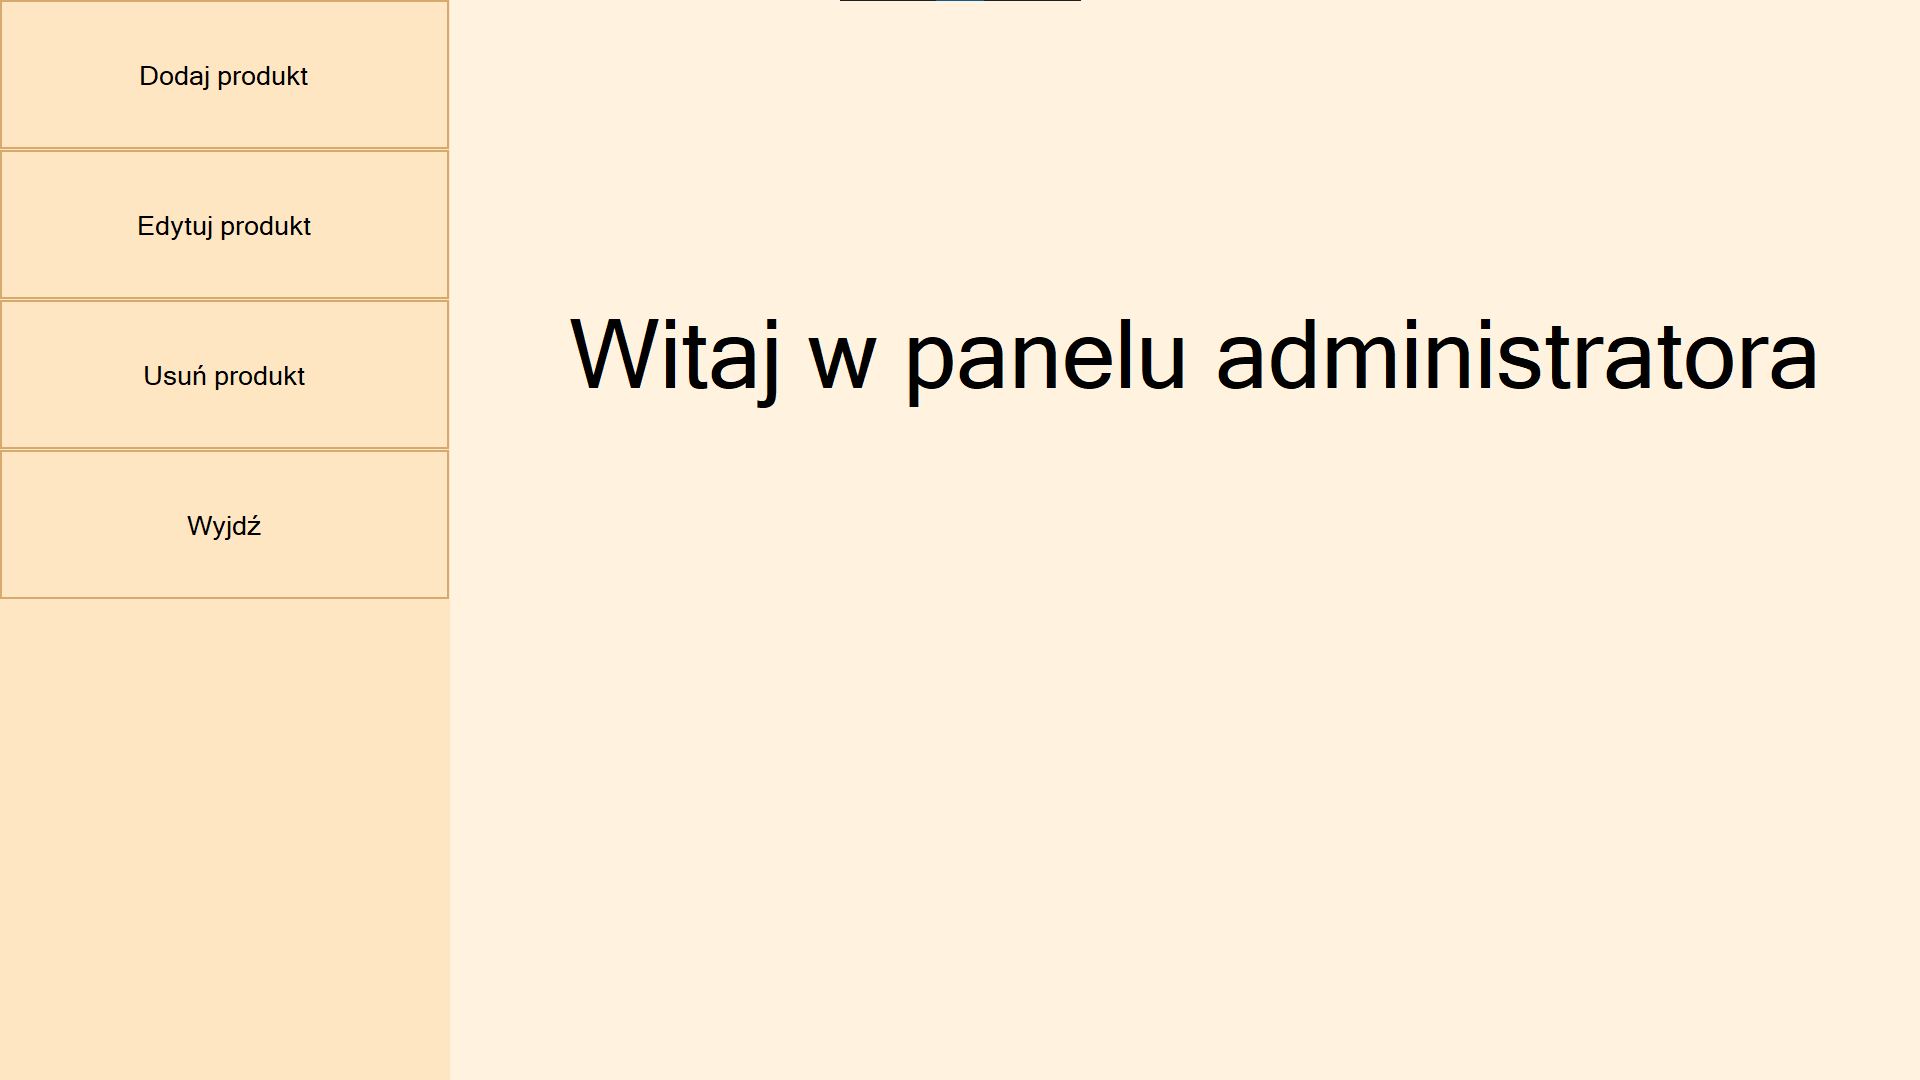 Dodaj produkt
Edytuj produkt
Usuń produkt
Wyjdź
Witaj w panelu administratora